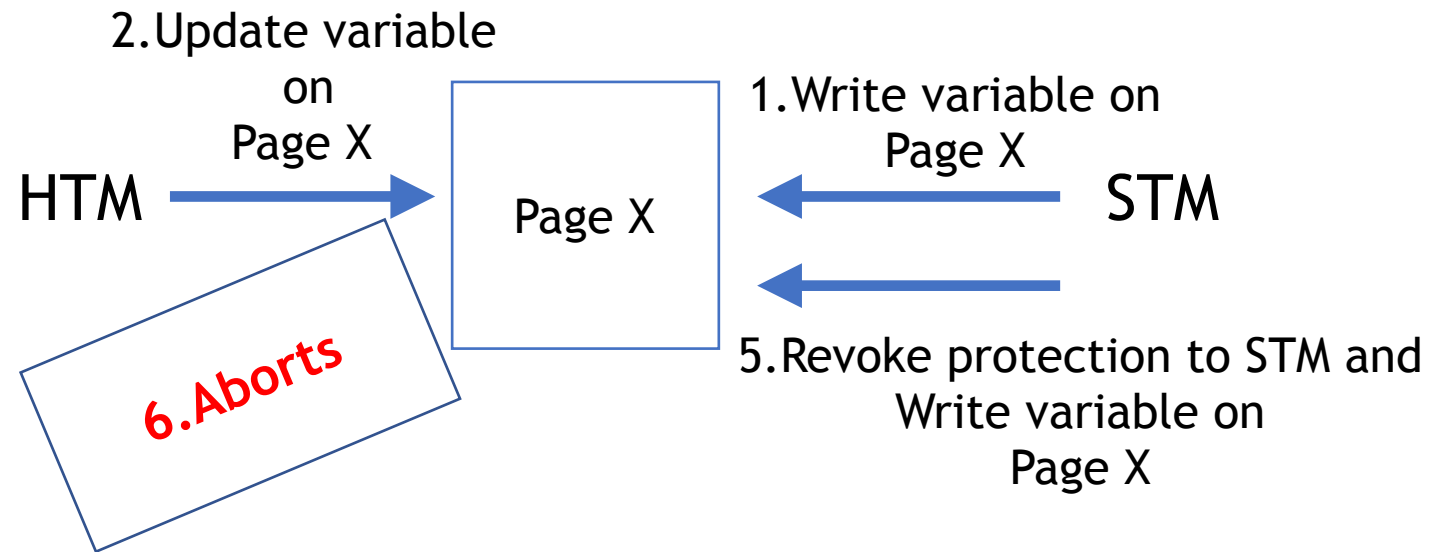 2.Update variable
on
Page X
1.Write variable on
Page X
HTM
Page X
STM
6.Aborts
5.Revoke protection to STM and
Write variable on
Page X